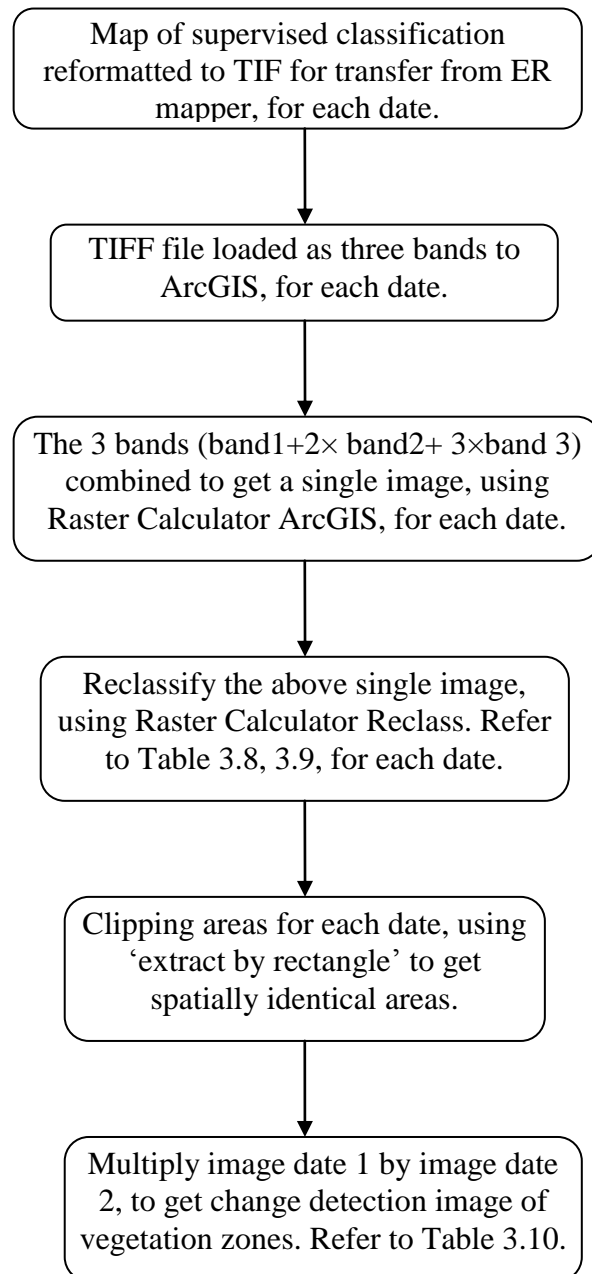 Map of supervised classification
reformatted to TIF for transfer from ER
mapper, for each date.
TIFF file loaded as three bands to
ArcGIS, for each date.
The 3 bands (band1+2× band2+ 3×band 3)
combined to get a single image, using
Raster Calculator ArcGIS, for each date.
Reclassify the above single image,
using Raster Calculator Reclass. Refer
to Table 3.8, 3.9, for each date.
Clipping areas for each date, using
‘extract by rectangle’ to get
spatially identical areas.
Multiply image date 1 by image date
2, to get change detection image of
vegetation zones. Refer to Table 3.10.